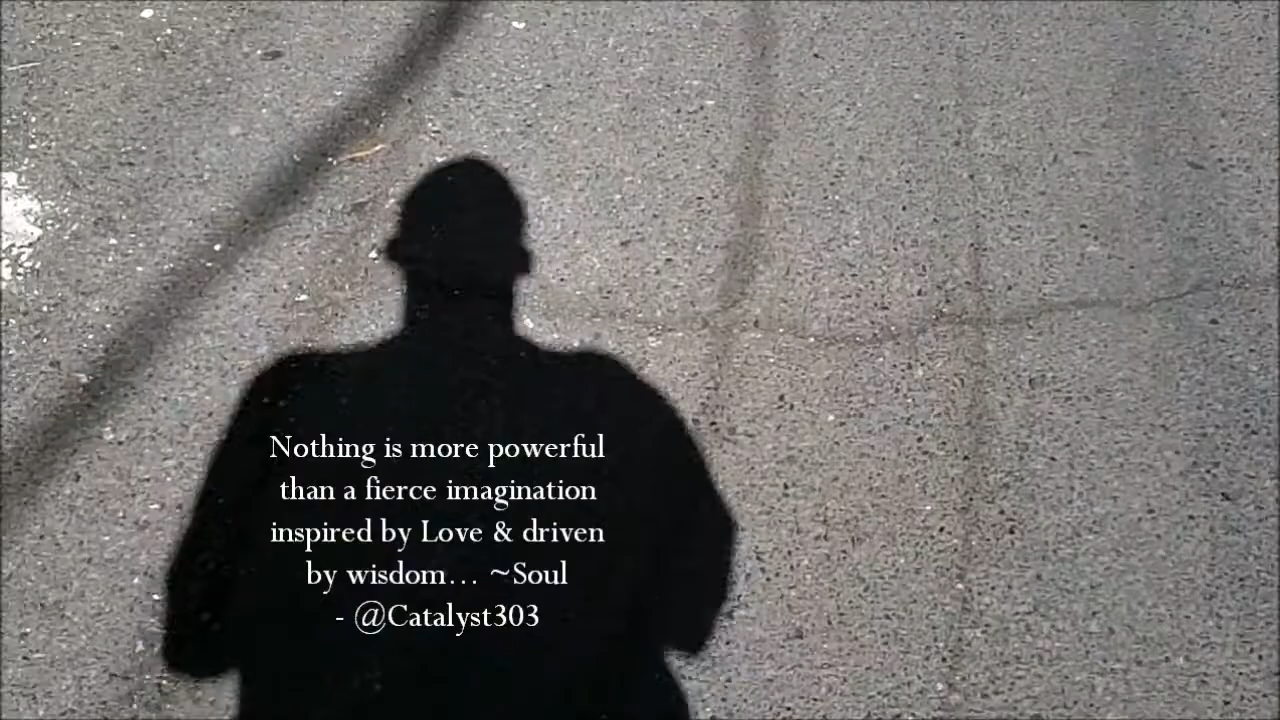 Nothing is more powerful
than a fierce imagination
inspired by Love & driven
by wisdom... ~Soul
- @Catalyst303